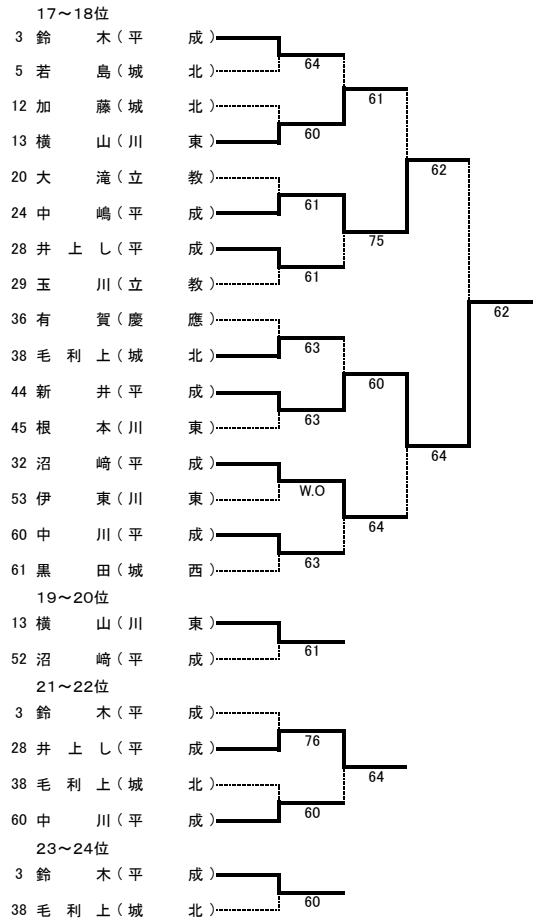 17～18位
3 鈴木（平成）
64
5 若島（城北）
61
12 加藤（城北）
60
13 横山（川東）
62
20 大滝（立教）
61
24 中嶋（平成）
75
28 井上し（平成）
61
29 玉川（立教）
62
36 有賀（慶應）
63
38 毛利上（城北）
60
44 新井（平成）
63
45 根本（川東）
64
32 沼﨑（平成）
W.O
53 伊東（川東）
64
60 中川（平成）
63
61 黒田（城西）
19～20位
13 横山（川東）
61
52 沼﨑（平成）
21～22位
3 鈴木（平成）
76
28 井上し（平成）
64
38 毛利上（城北）
60
60 中川（平成）
23～24位
3 鈴木（平成）
60
38 毛利上（城北）